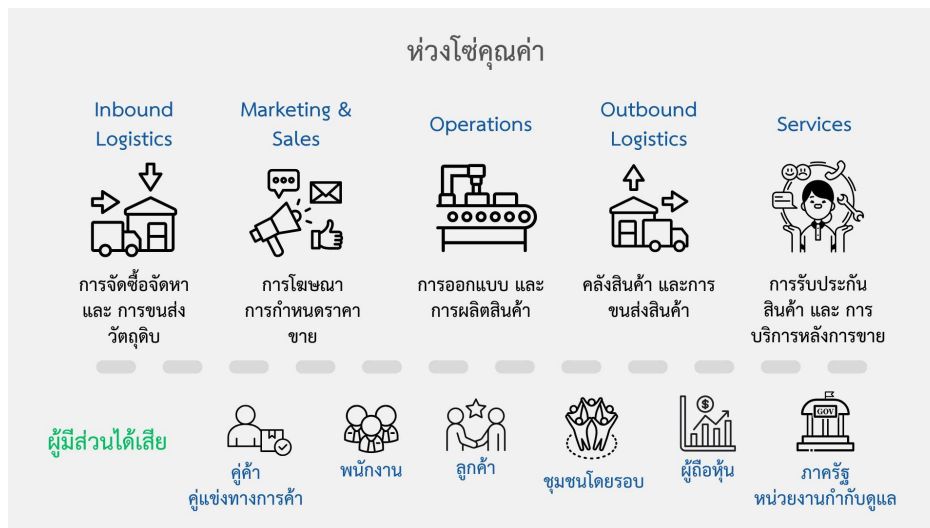 ห่วงโซ่คุณค่า
Inbound
Logistics
Marketing &
Sales
Operations
Outbound
Logistics
Services
การจัดซื้อจัดหา
และ การขนส่ง
วัตถุดิบ
การโฆษณา
การกำหนดราคา
ขาย
การออกแบบ และ
การผลิตสินค้า
คลังสินค้า และการ
ขนส่งสินค้า
การรับประกัน
สินค้า และ การ
บริการหลังการขาย
ผู้มีส่วนได้เสีย
คู่ค้า
คู่แข่งทางการค้า
พนักงาน
ลูกค้า
ชุมชนโดยรอบ
$
ผู้ถือหุ้น
GOV
ภาครัฐ
หน่วยงานกำกับดูแล